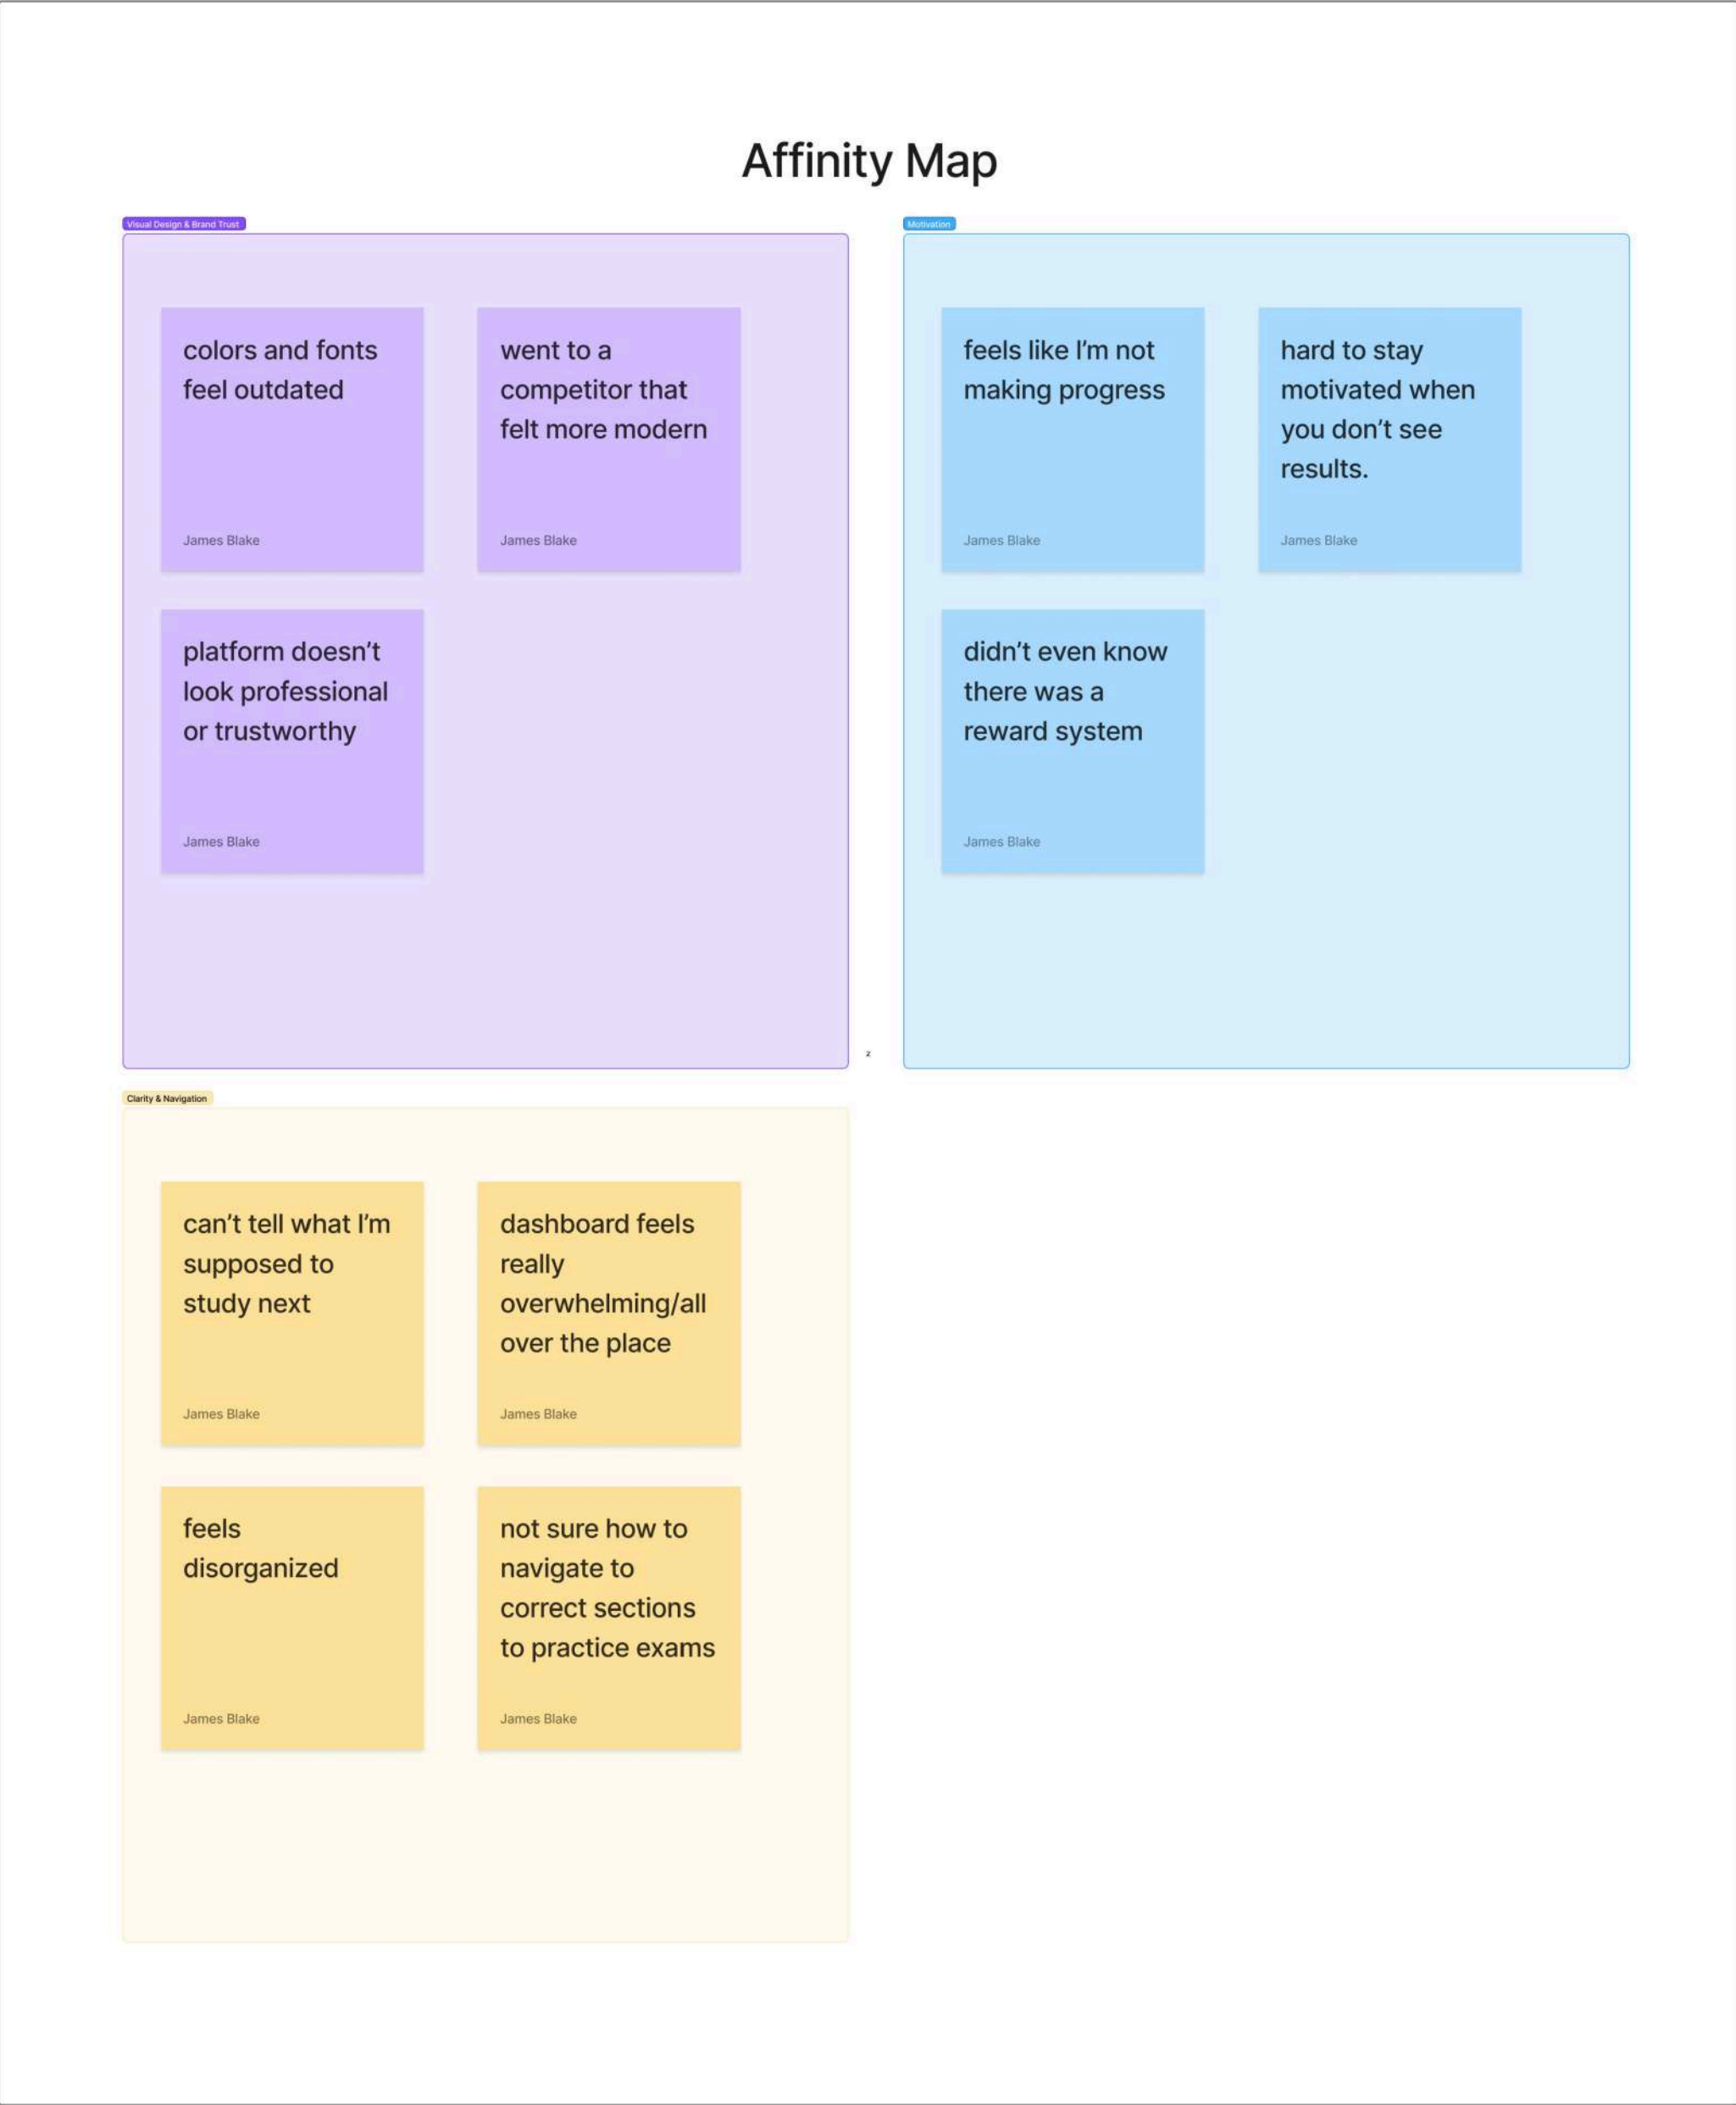 Affinity Map
Visual Design & Brand Trust
colors and fonts
feel outdated
James Blake
went to a
competitor that
felt more modern
James Blake
platform doesn’t
look professional
or trustworthy
James Blake
Motivation
feels like I’m not
making progress
James Blake
hard to stay
motivated when
you don’t see
results.
James Blake
didn’t even know
there was a
reward system
James Blake
z
Clarity & Navigation
can’t tell what I’m
supposed to
study next
James Blake
dashboard feels
really
overwhelming/all
over the place
James Blake
feels
disorganized
James Blake
not sure how to
navigate to
correct sections
to practice exams
James Blake